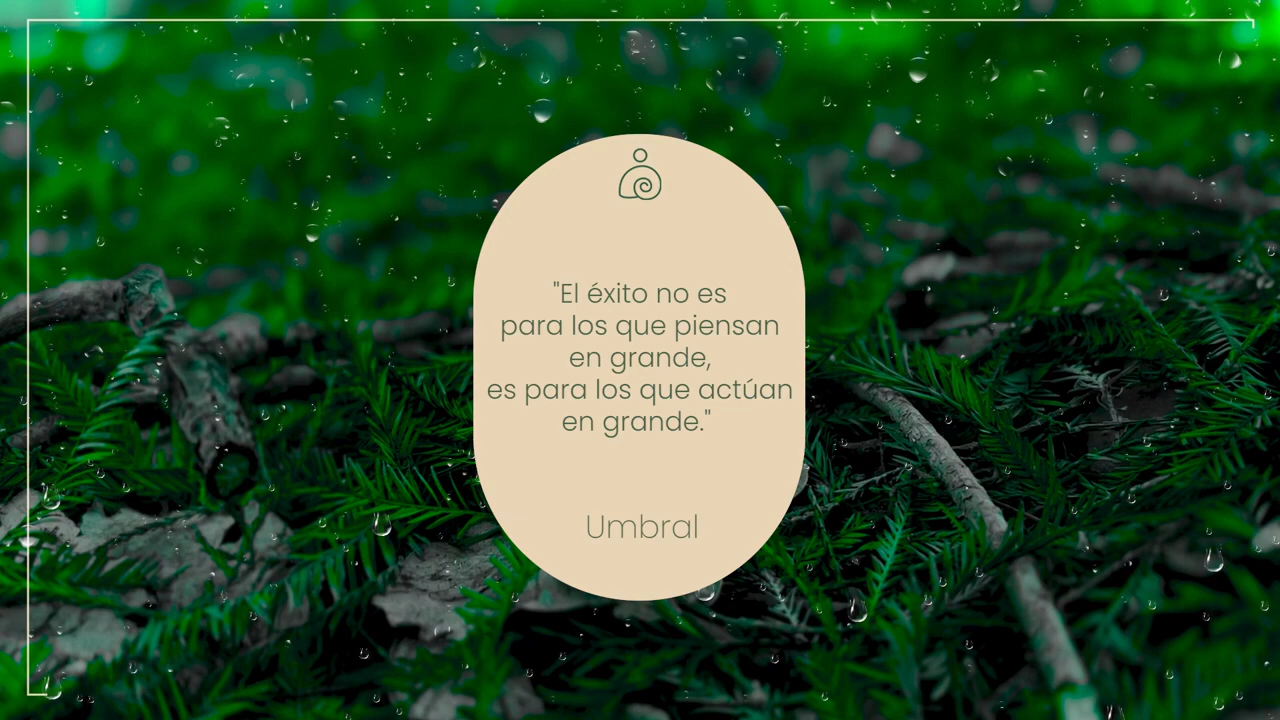 "El éxito no es
para los que piensan
en grande,
es para los que actúan
en grande."
Umbral